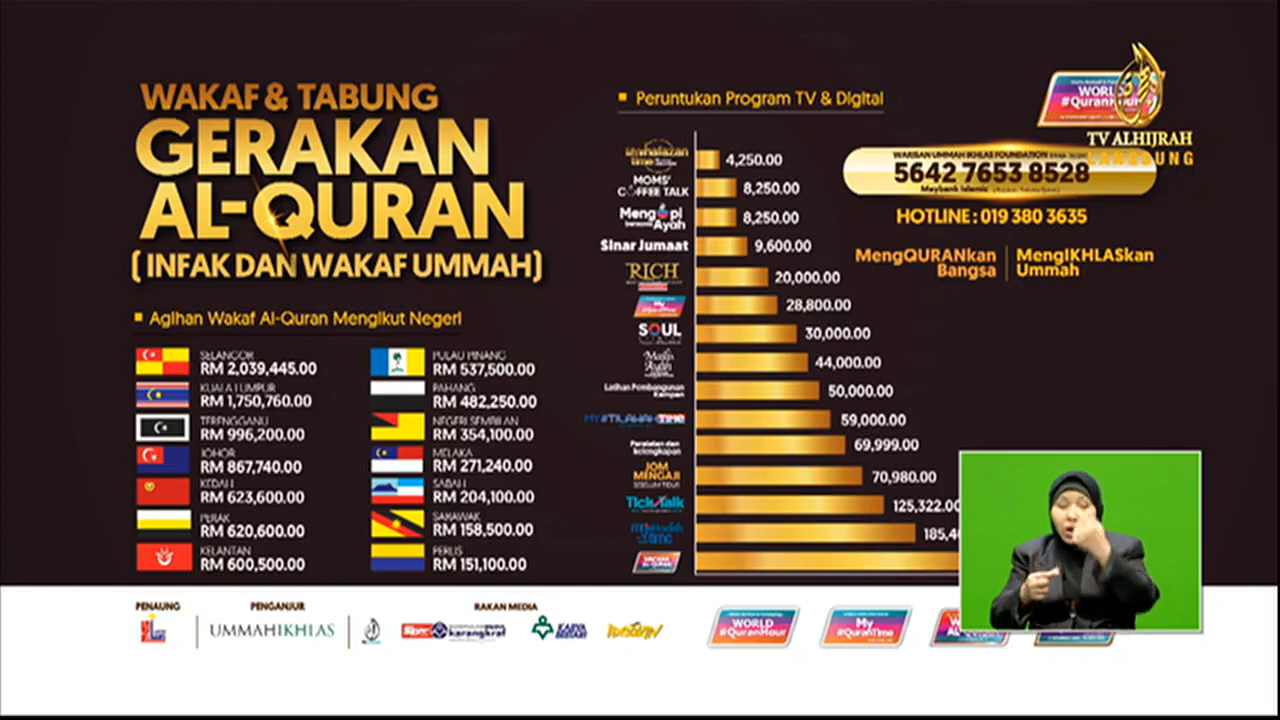 WAKAF & TABUNG
GERAKAN
AL-QURAN
( INFAK DAN WAKAF UMMAH)
Agihan Wakaf Al-Quran Mengikut Negeri
SELANGOR
RM 2,039,445.00
KUALA LUMPUR
RM 1,750,760.00
TERENGGANU
RM 996,200.00
JOHOR
RM 867,740.00
KEDAH
RM 623,600.00
PERAK
RM 620,600.00
KELANTAN
RM 600,500.00
PULAU PINANG
RM 537,500.00
PAHANG
RM 482,250.00
NEGERI SEMBILAN
RM 354,100.00
MELAKA
RM 271,240.00
SABAH
RM 204,100.00
SARAWAK
RM 158,500.00
PERLIS
RM 151,100.00
Peruntukan Program TV & Digital
4,250.00
MOMS' COFFEE TALK 8,250.00
Mengopi bersama Ayah 8,250.00
Sinar Jumaat 9,600.00
RICH 20,000.00
My #QuranTime 28,800.00
SOUL 30,000.00
44,000.00
Latihan Pembangunan 50,000.00
MY#TILAWAHTIME 59,000.00
Peralatan dan kelengkapan 69,999.00
JOM MENGAJI SEBELUM TIDUR 70,980.00
TickTalk 125,322.00
185,4
WORLD #QuranHour
TV ALHIJRAH
WARISAN UMMAH IKHLAS FOUNDATION
5642 7653 8528
Maybank Islamic
HOTLINE : 019 380 3635
MengQURANkan Bangsa
MengIKHLASkan Ummah
PENAUNG
PENGANJUR
UMMAHIKHLAS
RAKAN MEDIA
karangkraf
WORLD #QuranHour
My #QuranTime